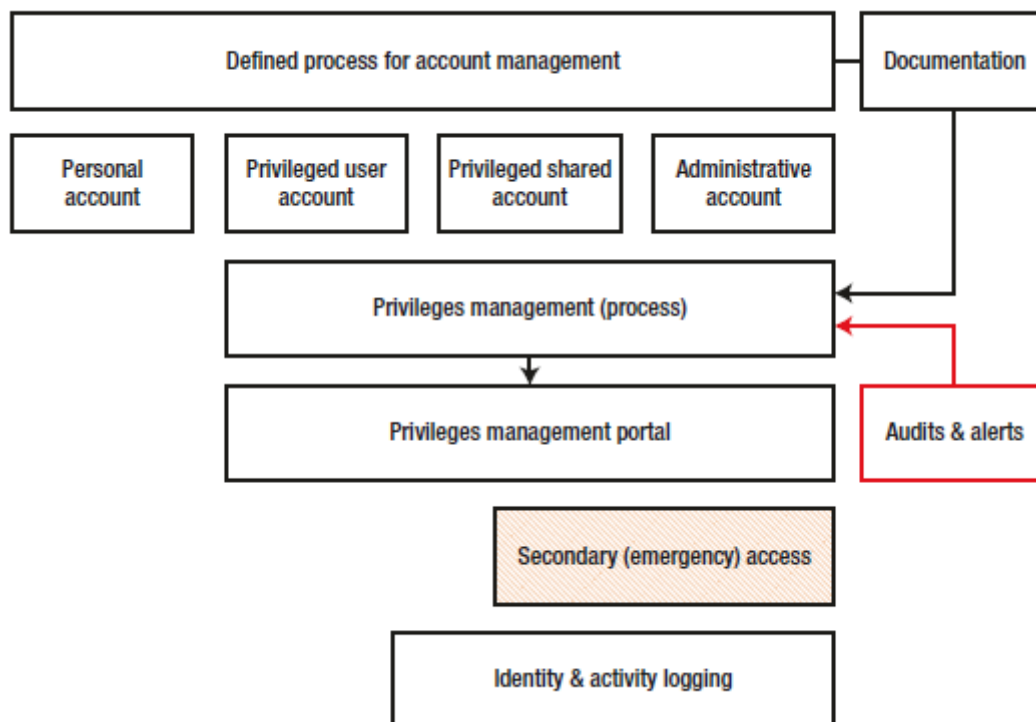 Defined process for account management
Documentation
Personal
account
Privileged user
account
Privileged shared
account
Administrative
account
Privileges management (process)
Privileges management portal
Audits & alerts
Secondary (emergency) access
Identity & activity logging